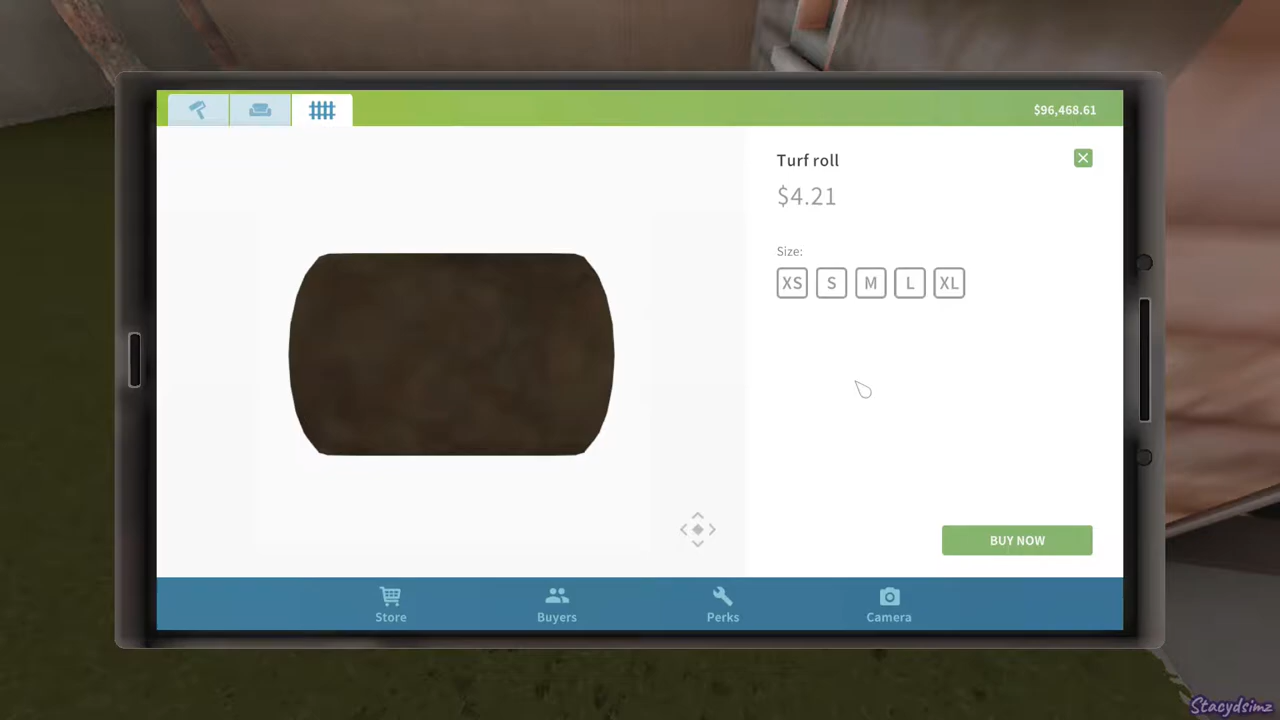 $96,468.61
Turf roll
$4.21
Size:
XS S M L XL
BUY NOW
Store Buyers Perks Camera
Stacydsimz